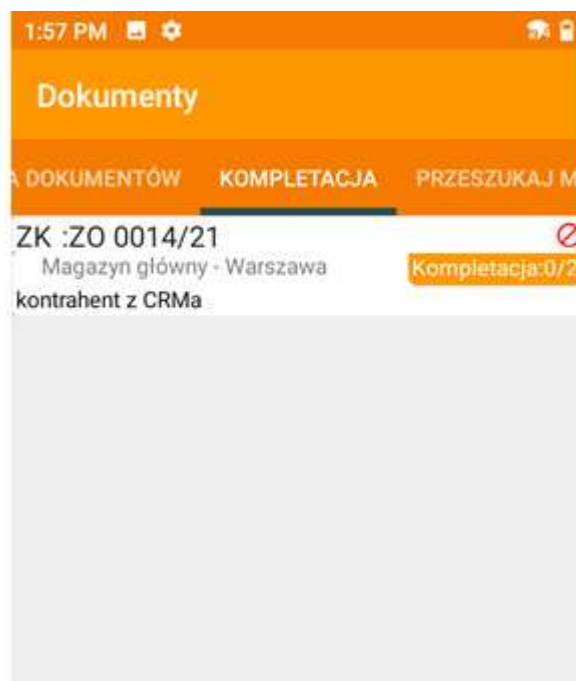 1:57 PM
Dokumenty
A DOKUMENTÓW KOMPLETACJA PRZESZUKAJ M
ZK :ZO 0014/21
Magazyn główny - Warszawa Kompletacja:0/2
kontrahent z CRMa